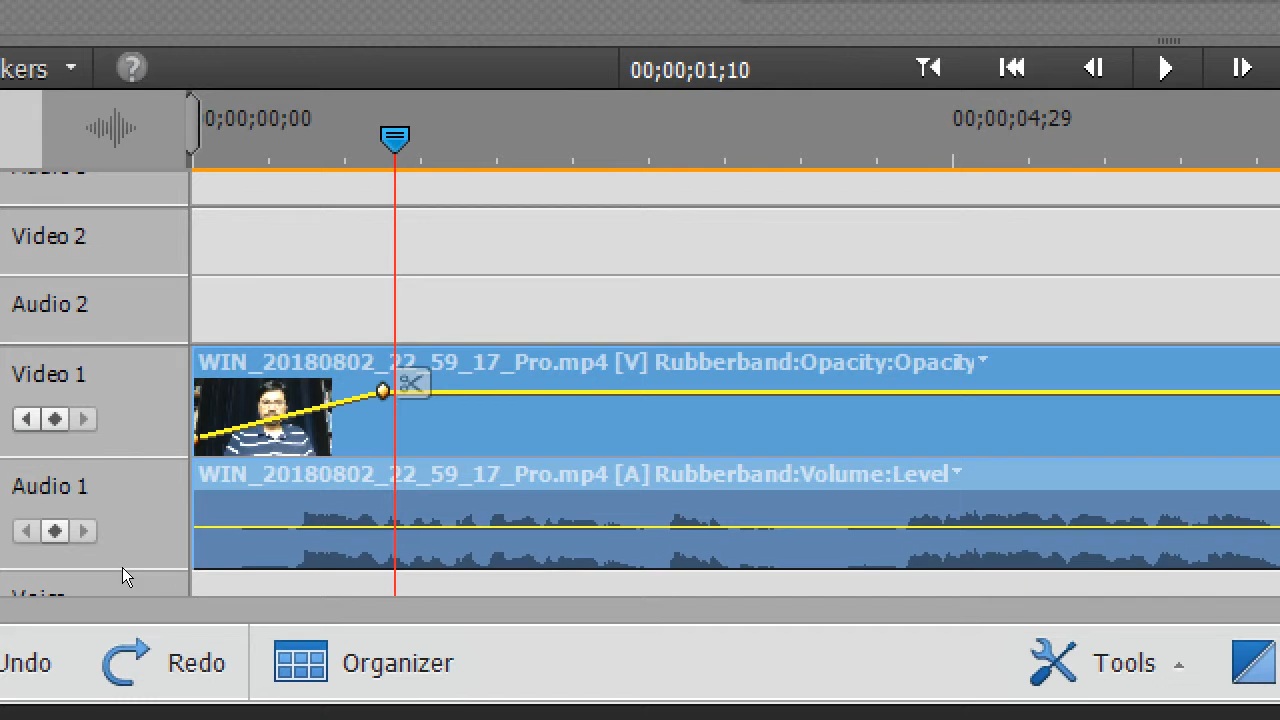 kers ? 00;00;01;10
0;00;00;00 00;00;04;29
Video 2
Audio 2
WIN_20180802_22_59_17_Pro.mp4 [V] Rubberband:Opacity:Opacity
Video 1
WIN_20180802_22_59_17_Pro.mp4 [A] Rubberband:Volume:Level
Audio 1
Undo Redo Organizer Tools